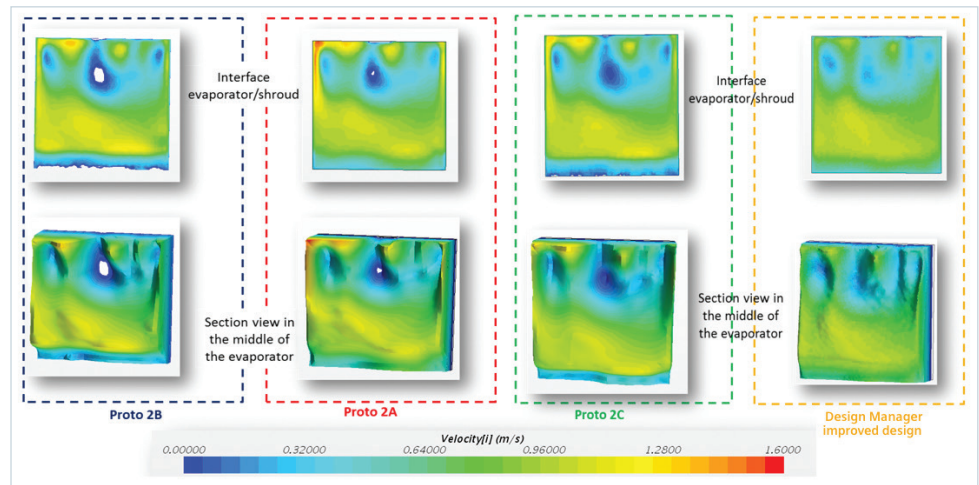 Interface
evaporator/shroud
Interface
evaporator/shroud
Section view in
the middle of
the evaporator
Section view in
the middle of
the evaporator
Proto 2B
Proto 2A
Proto 2C
Design Manager
improved design
Velocity[i] (m/s)
0.00000 0.32000 0.64000 0.96000 1.2800 1.6000